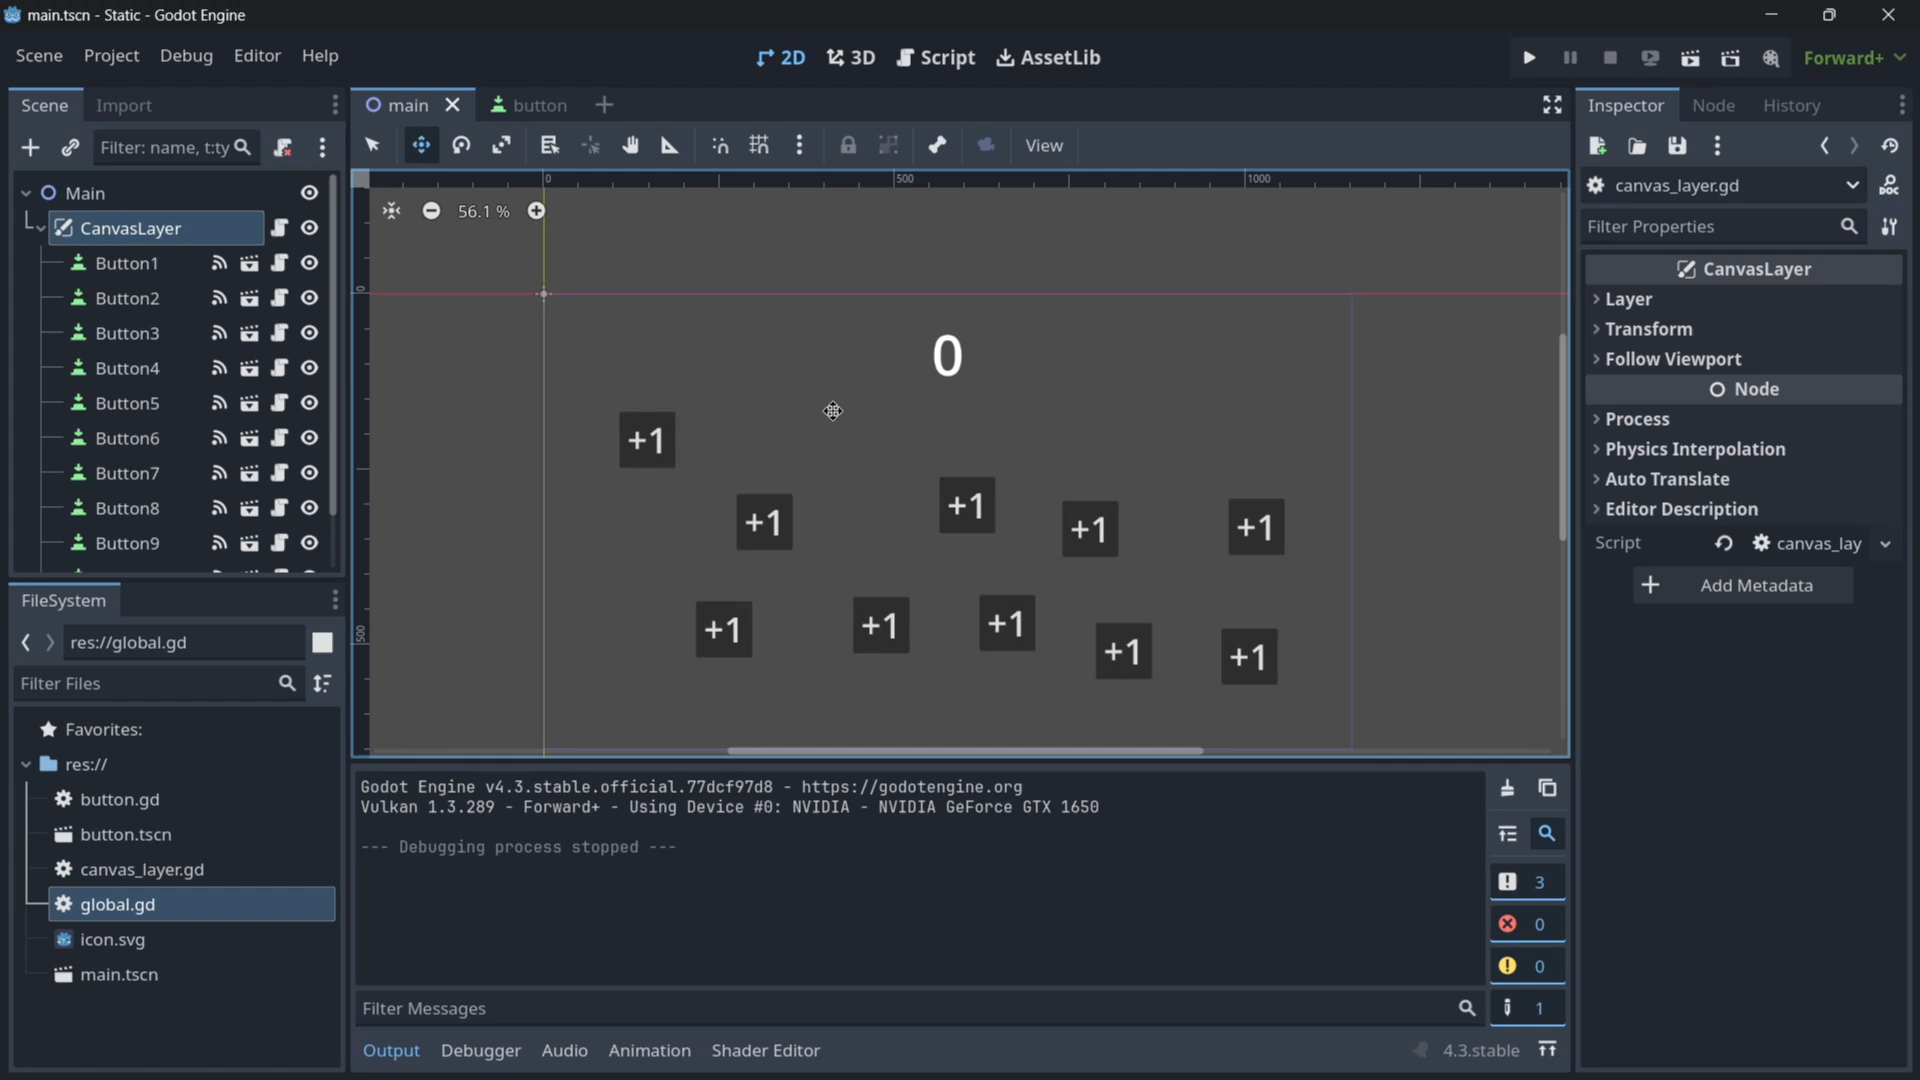 main.tscn - Static - Godot Engine
Scene Project Debug Editor Help
2D 3D Script AssetLib
Forward+
Scene Import
Filter: name, t:ty
Main
CanvasLayer
Button1
Button2
Button3
Button4
Button5
Button6
Button7
Button8
Button9
FileSystem
res://global.gd
Filter Files
Favorites:
res://
button.gd
button.tscn
canvas_layer.gd
global.gd
icon.svg
main.tscn
main button
View
0 500 1000
0
500
56.1 %
0
+1
+1 +1 +1 +1
+1 +1 +1 +1 +1
Godot Engine v4.3.stable.official.77dcf97d8 - https://godotengine.org
Vulkan 1.3.289 - Forward+ - Using Device #0: NVIDIA - NVIDIA GeForce GTX 1650
--- Debugging process stopped ---
3
0
0
1
Filter Messages
Output Debugger Audio Animation Shader Editor
4.3.stable
Inspector Node History
canvas_layer.gd
DOC
Filter Properties
CanvasLayer
Layer
Transform
Follow Viewport
Node
Process
Physics Interpolation
Auto Translate
Editor Description
Script canvas_lay
Add Metadata